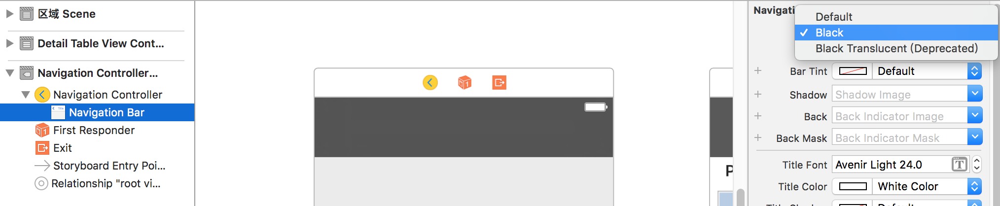 区域 Scene
Detail Table View Cont...
Navigation Controller...
Navigation Controller
Navigation Bar
First Responder
Exit
Storyboard Entry Poi...
Relationship "root vi...
P
Navigati
Default
Black
Black Translucent (Deprecated)
Bar Tint Default
Shadow Shadow Image
Back Back Indicator Image
Back Mask Back Indicator Mask
Title Font Avenir Light 24.0
Title Color White Color
Default